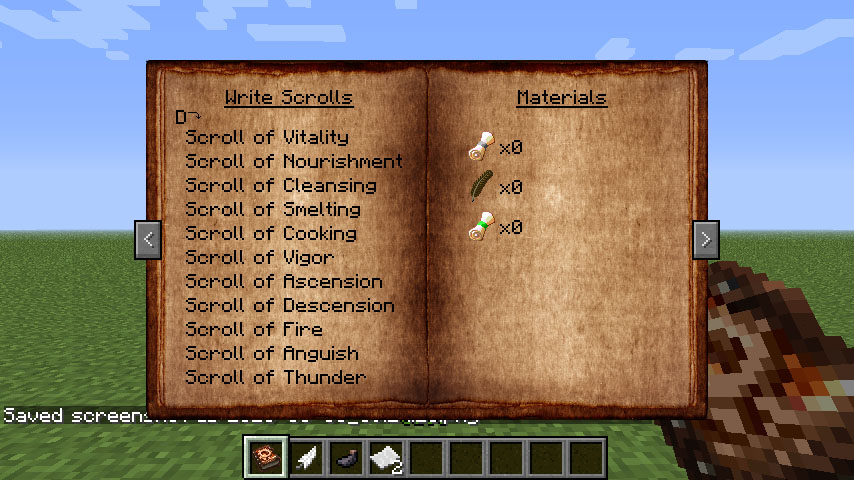 Write Scrolls
D
Scroll of Vitality
Scroll of Nourishment
Scroll of Cleansing
Scroll of Smelting
Scroll of Cooking
Scroll of Vigor
Scroll of Ascension
Scroll of Descension
Scroll of Fire
Scroll of Anguish
Scroll of Thunder
Materials
x0
x0
x0
<
>
Saved
2